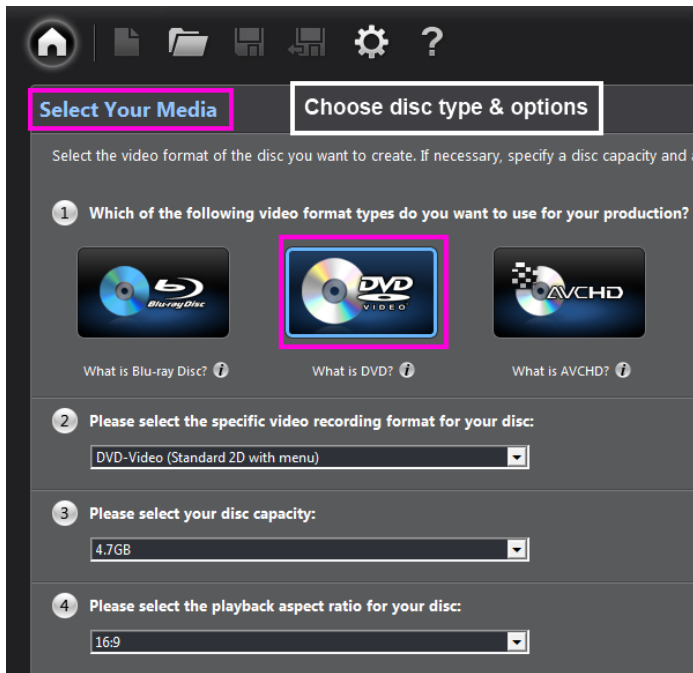 ?
Select Your Media
Choose disc type & options
Select the video format of the disc you want to create. If necessary, specify a disc capacity and
1 Which of the following video format types do you want to use for your production?
Blu-ray Disc
DVD
VIDEO
AVCHD
What is Blu-ray Disc? i
What is DVD? i
What is AVCHD? i
2 Please select the specific video recording format for your disc:
DVD-Video (Standard 2D with menu)
3 Please select your disc capacity:
4.7GB
4 Please select the playback aspect ratio for your disc:
16:9